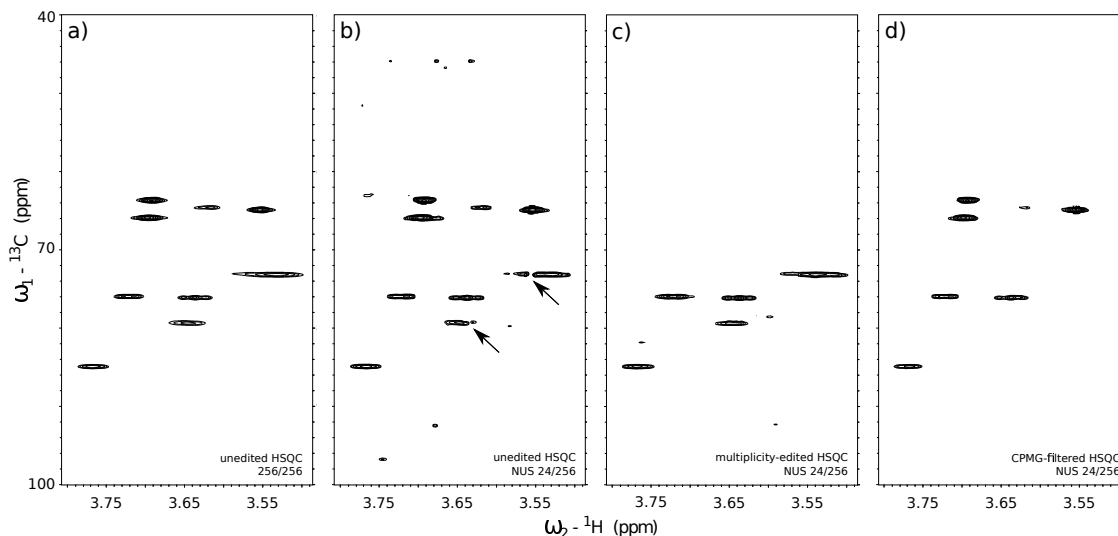 a) b) c) d)
40
70
100
ω₁ - ¹³C (ppm)
unedited HSQC
256/256
unedited HSQC
NUS 24/256
multiplicity-edited HSQC
NUS 24/256
CPMG-filtered HSQC
NUS 24/256
3.75 3.65 3.55 3.75 3.65 3.55 3.75 3.65 3.55 3.75 3.65 3.55
ω₂ - ¹H (ppm)